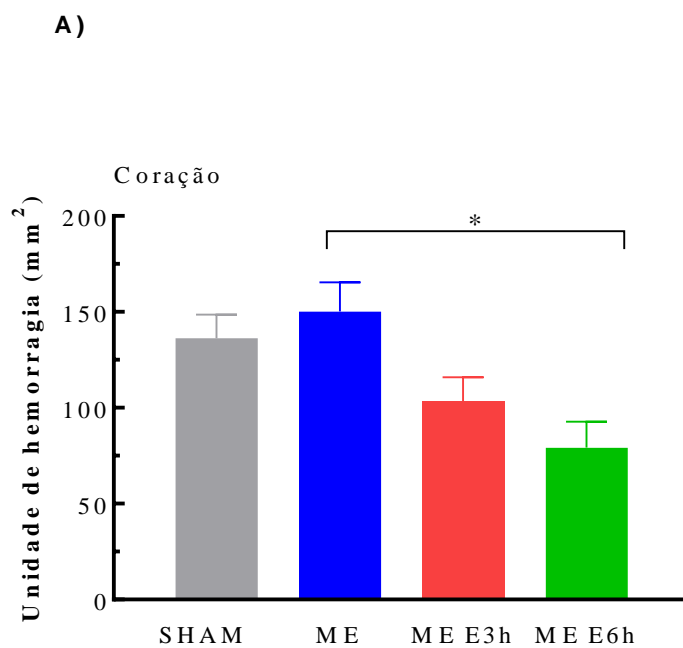 A)
Coração
Unidade de hemorragia (mm²)
200
150
100
50
0
*
SHAM
ME
ME E3h
ME E6h